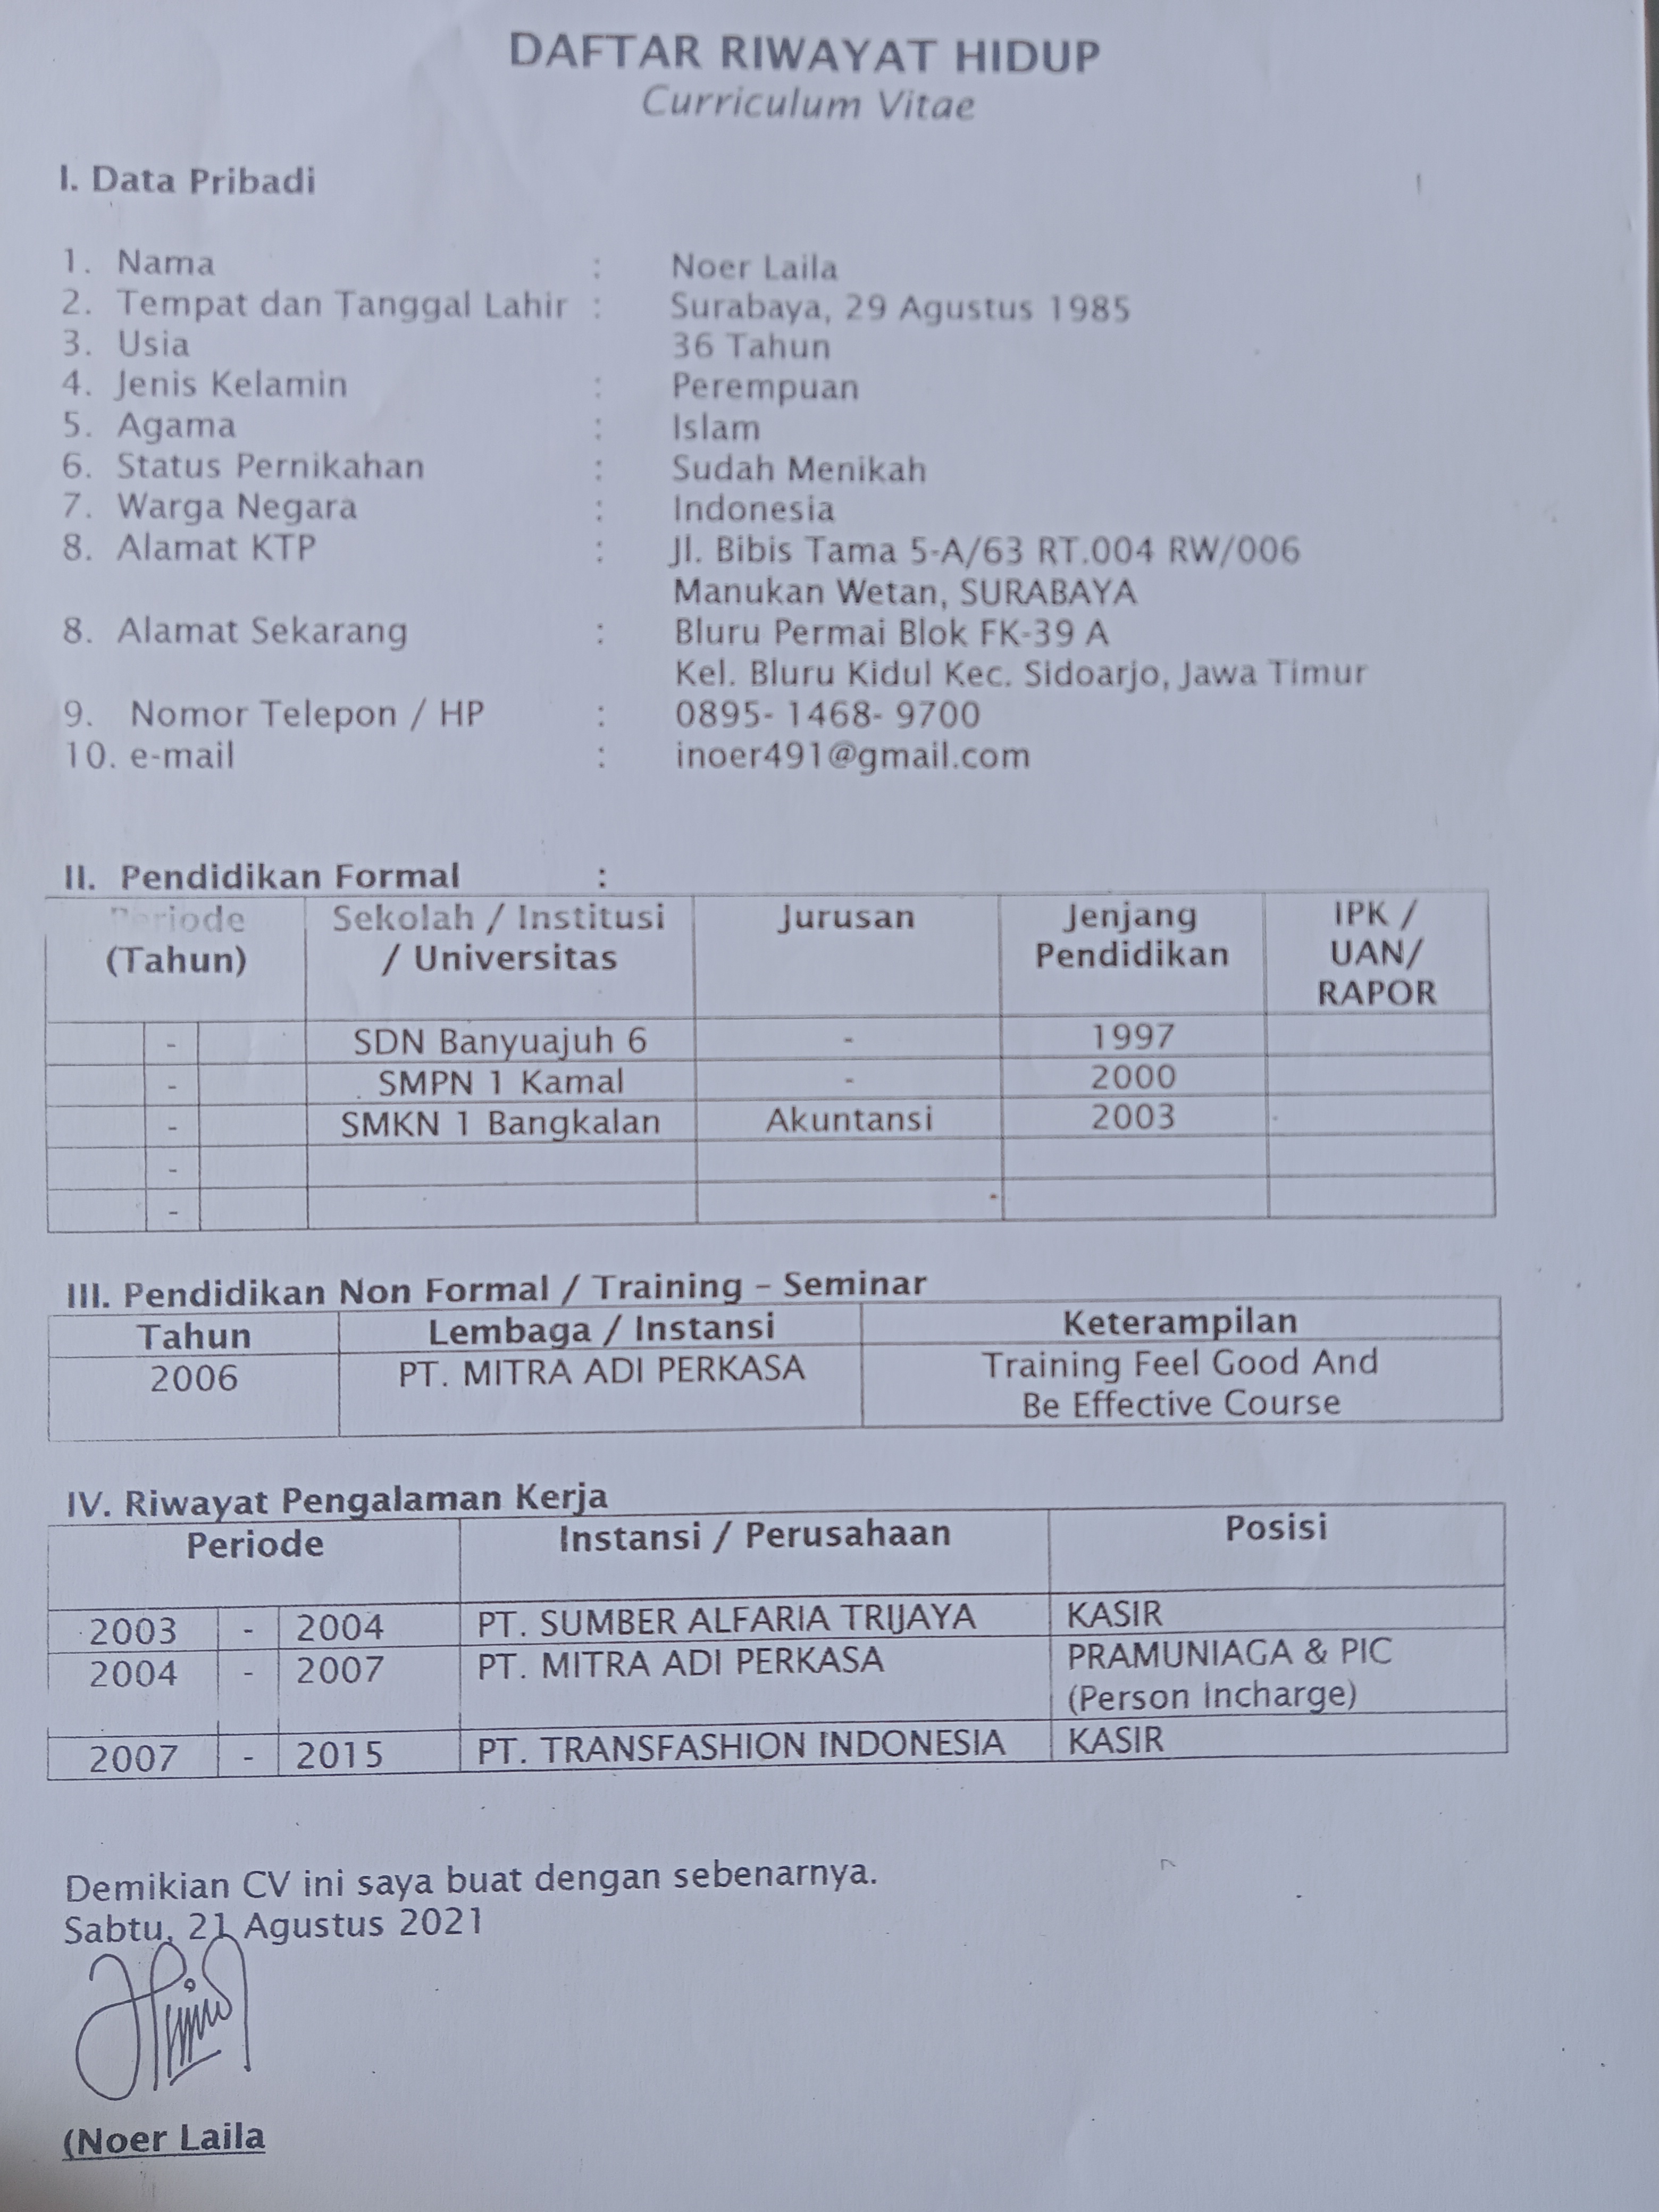 DAFTAR RIWAYAT HIDUP
Curriculum Vitae
I. Data Pribadi
1. Nama : Noer Laila
2. Tempat dan Tanggal Lahir : Surabaya, 29 Agustus 1985
3. Usia 36 Tahun
4. Jenis Kelamin : Perempuan
5. Agama : Islam
6. Status Pernikahan : Sudah Menikah
7. Warga Negara : Indonesia
8. Alamat KTP : Jl. Bibis Tama 5-A/63 RT.004 RW/006
Manukan Wetan, SURABAYA
8. Alamat Sekarang : Bluru Permai Blok FK-39 A
Kel. Bluru Kidul Kec. Sidoarjo, Jawa Timur
9. Nomor Telepon / HP : 0895- 1468- 9700
10. e-mail : inoer491@gmail.com
II. Pendidikan Formal :
Periode Sekolah / Institusi Jurusan Jenjang IPK /
(Tahun) / Universitas Pendidikan UAN/
RAPOR
- SDN Banyuajuh 6 - 1997
- SMPN 1 Kamal - 2000
- SMKN 1 Bangkalan Akuntansi 2003
-
-
III. Pendidikan Non Formal / Training – Seminar
Tahun Lembaga / Instansi Keterampilan
2006 PT. MITRA ADI PERKASA Training Feel Good And
Be Effective Course
IV. Riwayat Pengalaman Kerja
Periode Instansi / Perusahaan Posisi
2003 - 2004 PT. SUMBER ALFARIA TRIJAYA KASIR
2004 - 2007 PT. MITRA ADI PERKASA PRAMUNIAGA & PIC
(Person Incharge)
2007 - 2015 PT. TRANSFASHION INDONESIA KASIR
Demikian CV ini saya buat dengan sebenarnya.
Sabtu, 21 Agustus 2021
(Noer Laila